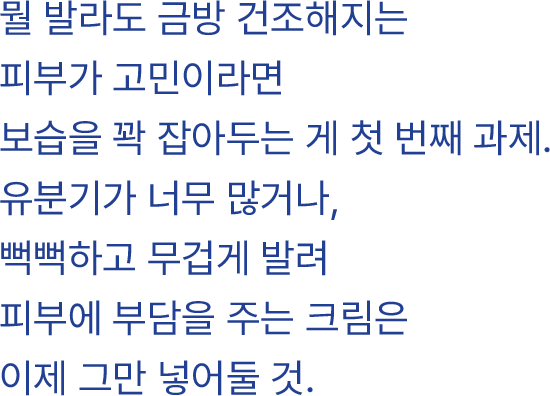 뭘 발라도 금방 건조해지는
피부가 고민이라면
보습을 꽉 잡아두는 게 첫 번째 과제.
유분기가 너무 많거나,
뻑뻑하고 무겁게 발려
피부에 부담을 주는 크림은
이제 그만 넣어둘 것.